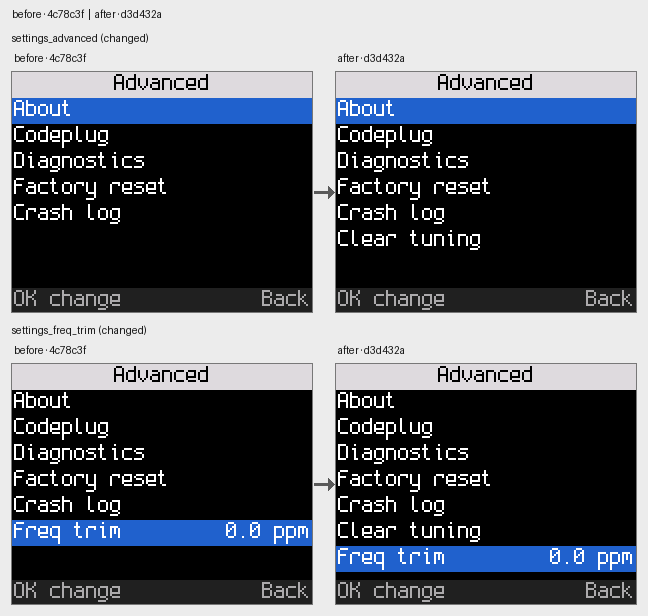 before·4c78c3f | after·d3d432a
settings_advanced (changed)
before·4c78c3f
Advanced
About
Codeplug
Diagnostics
Factory reset
Crash log
OK change Back
after·d3d432a
Advanced
About
Codeplug
Diagnostics
Factory reset
Crash log
Clear tuning
OK change Back
settings_freq_trim (changed)
before·4c78c3f
Advanced
About
Codeplug
Diagnostics
Factory reset
Crash log
Freq trim 0.0 ppm
OK change Back
after·d3d432a
Advanced
About
Codeplug
Diagnostics
Factory reset
Crash log
Clear tuning
Freq trim 0.0 ppm
OK change Back